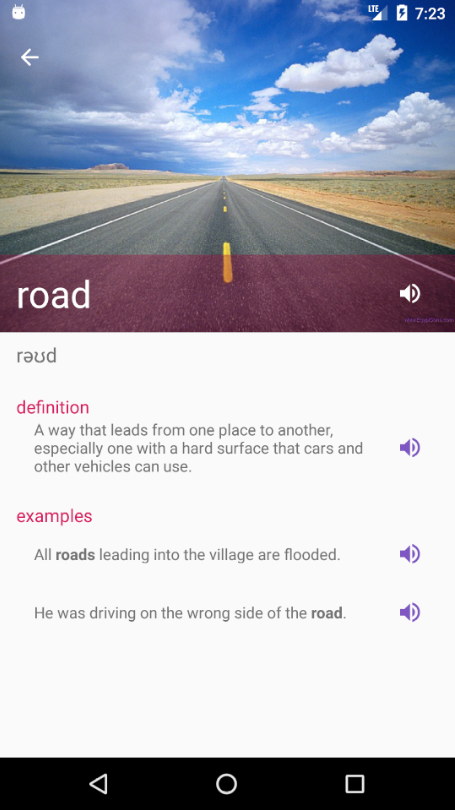 LTE 7:23
road
rəʊd
definition
A way that leads from one place to another,
especially one with a hard surface that cars and
other vehicles can use.
examples
All roads leading into the village are flooded.
He was driving on the wrong side of the road.